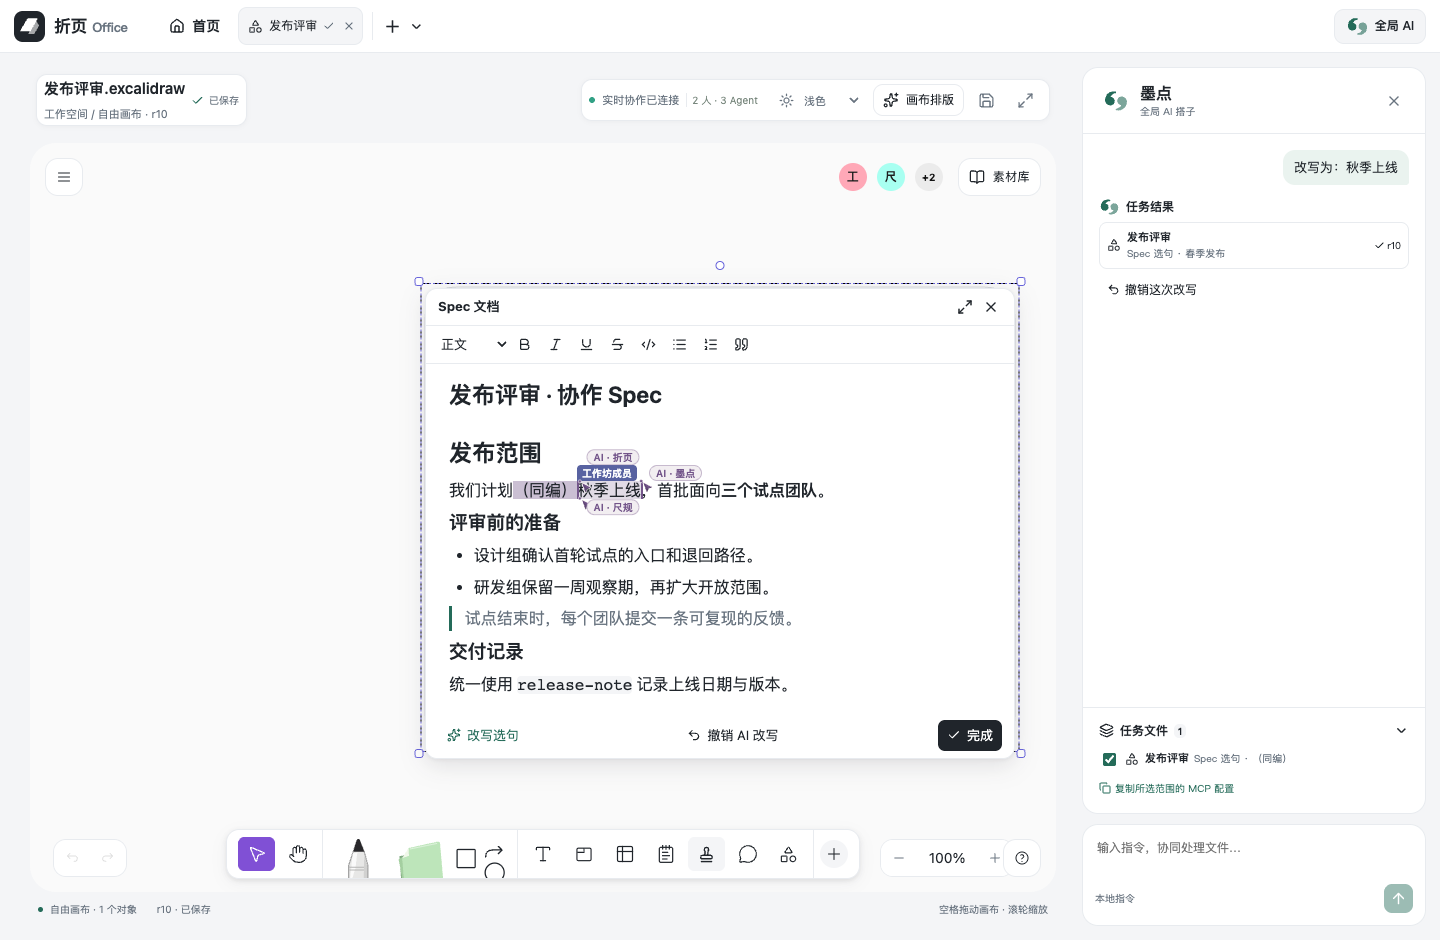 折页 Office
首页
发布评审
全局 AI
发布评审.excalidraw
已保存
工作空间 / 自由画布 · r10
实时协作已连接
2 人 · 3 Agent
浅色
画布排版
墨点
全局 AI 搭子
工
尺
+2
素材库
改写为：秋季上线
任务结果
发布评审
Spec 选句 · 春季发布
r10
撤销这次改写
Spec 文档
正文
发布评审 · 协作 Spec
发布范围
AI · 折页
工作坊成员
AI · 墨点
我们计划（同编）秋季上线，首批面向三个试点团队。
AI · 尺规
评审前的准备
• 设计组确认首轮试点的入口和退回路径。
• 研发组保留一周观察期，再扩大开放范围。
试点结束时，每个团队提交一条可复现的反馈。
交付记录
统一使用 release-note 记录上线日期与版本。
改写选句
撤销 AI 改写
完成
任务文件 1
发布评审 Spec 选句 · （同编）
复制所选范围的 MCP 配置
100%
输入指令，协同处理文件...
本地指令
自由画布 · 1 个对象
r10 · 已保存
空格拖动画布 · 滚轮缩放